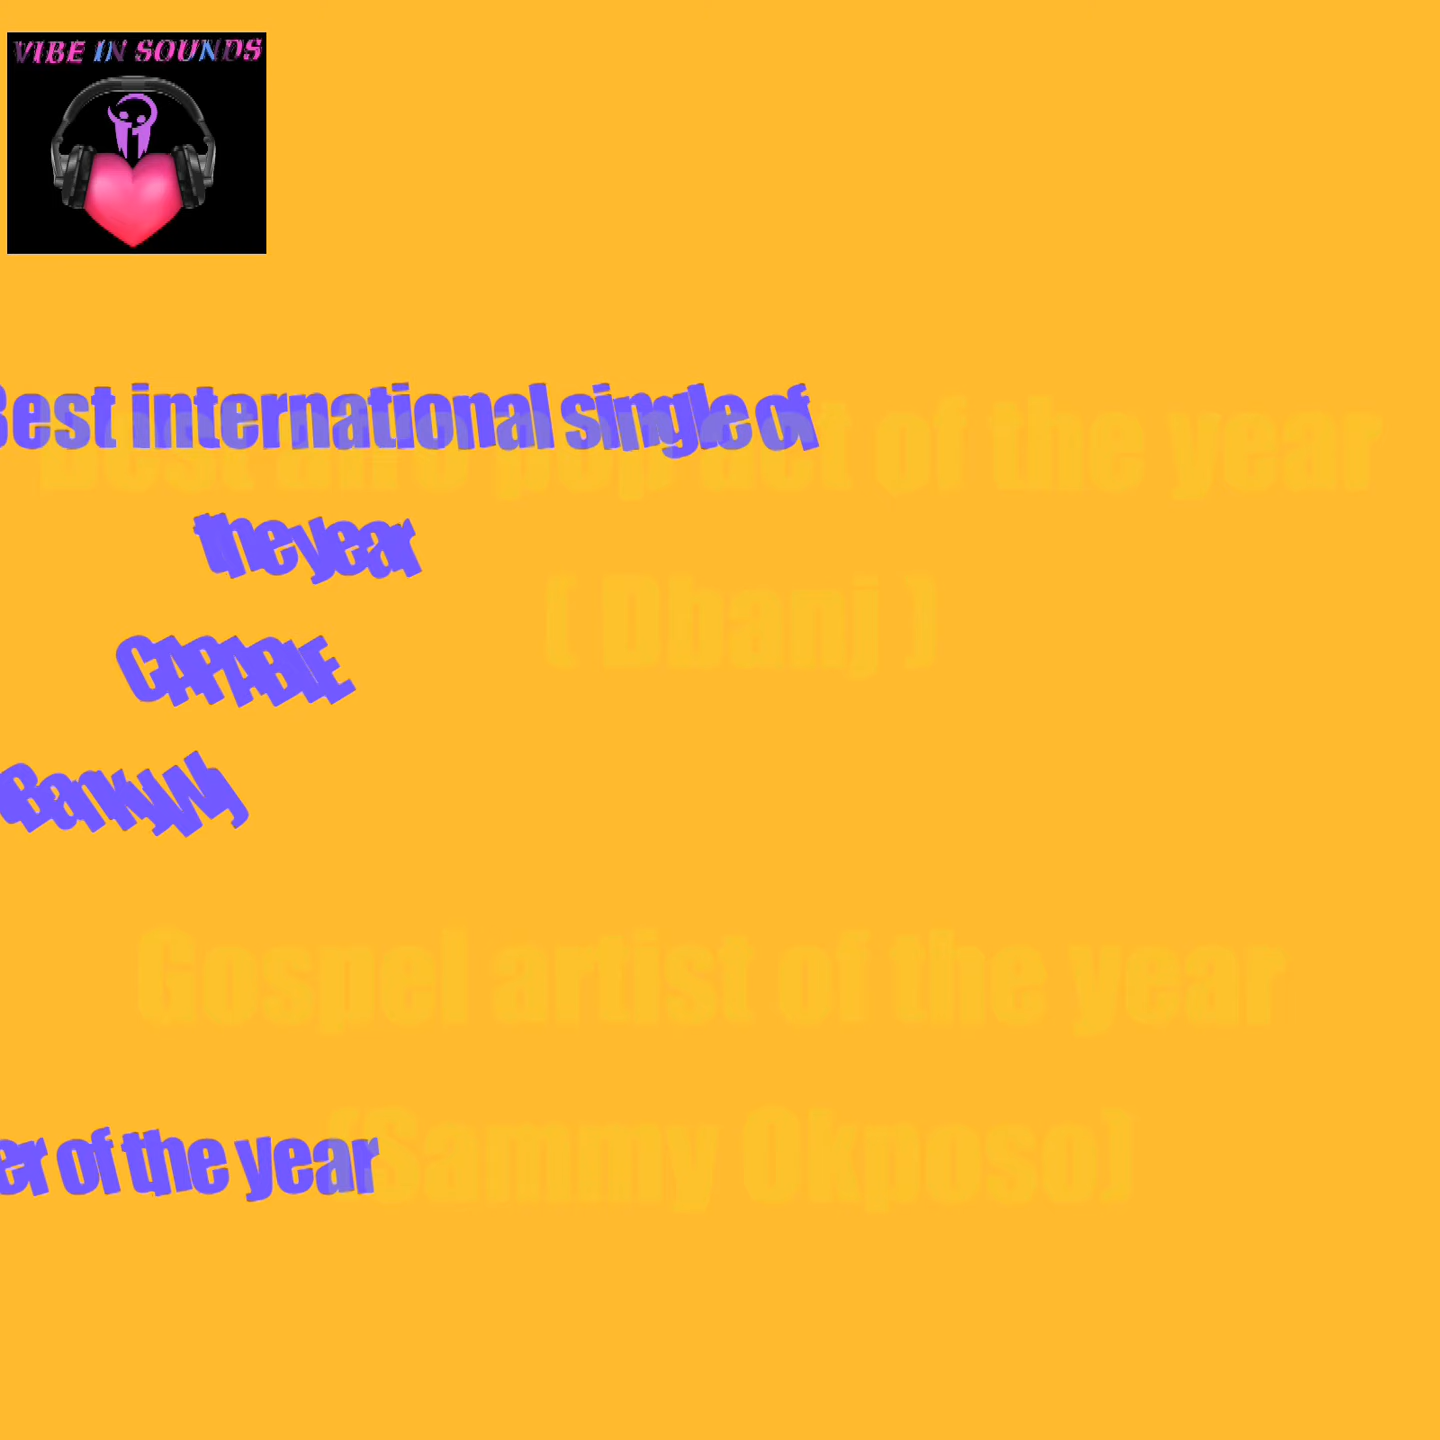 VIBE IN SOUNDS
Best international single of
Best afro pop act of the year
the year
( Dbanj )
CAPABLE
Banky W)
Gospel artist of the year
of the year
(Sammy Okposo)